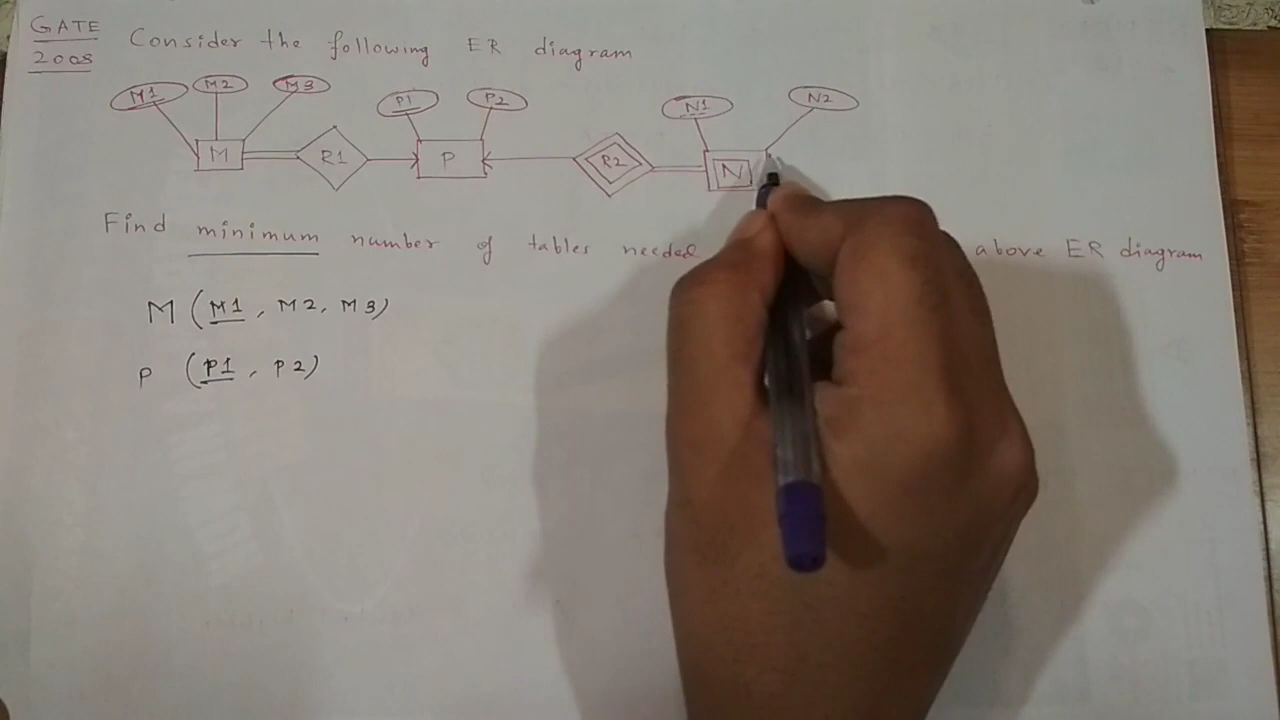 GATE
2008
Consider the following ER diagram
M1 M2 M3 P1 P2 N1 N2
M R1 P R2 N
Find minimum number of tables needed above ER diagram
M (M1, M2, M3)
P (P1, P2)